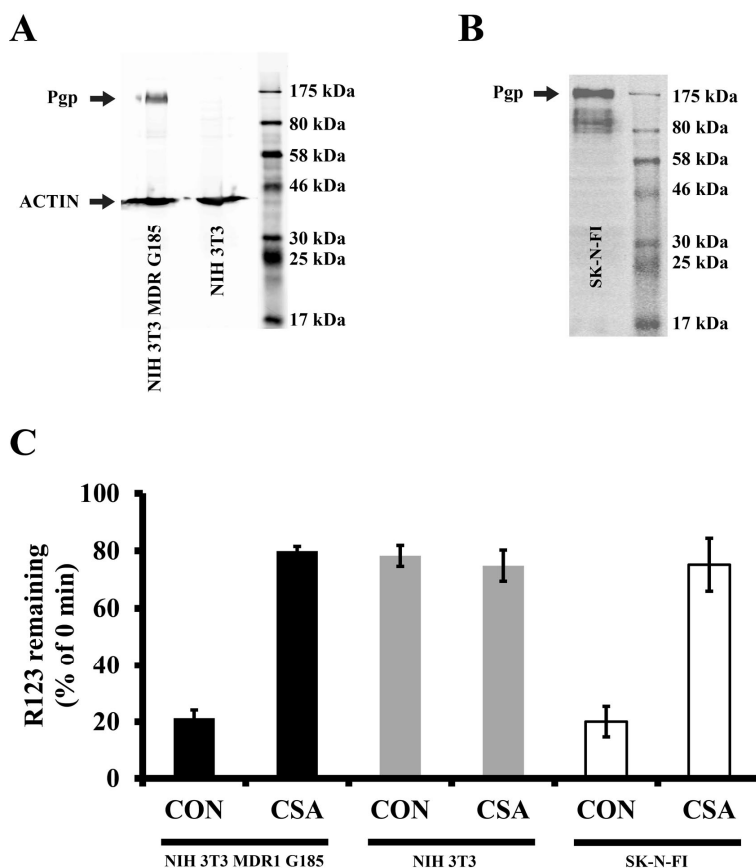 A
Pgp
ACTIN
175 kDa
80 kDa
58 kDa
46 kDa
30 kDa
25 kDa
17 kDa
NIH 3T3 MDR G185
NIH 3T3
B
Pgp
175 kDa
80 kDa
58 kDa
46 kDa
30 kDa
25 kDa
17 kDa
SK-N-FI
C
R123 remaining
(% of 0 min)
100
80
60
40
20
0
CON CSA CON CSA CON CSA
NIH 3T3 MDR1 G185 NIH 3T3 SK-N-FI